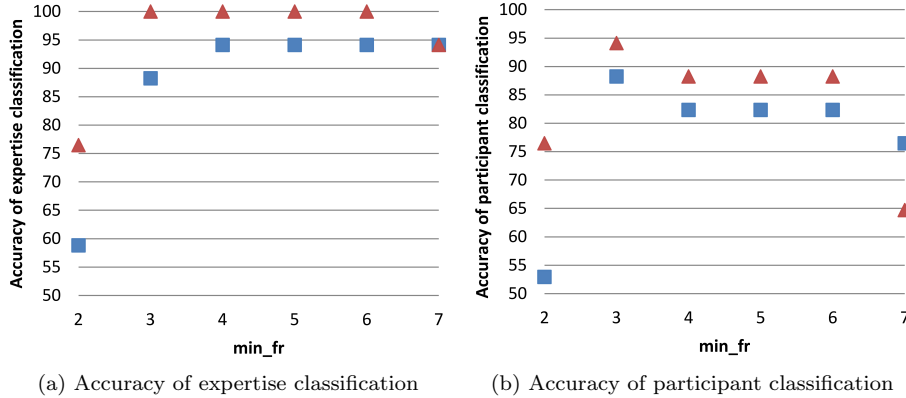 Accuracy of expertise classification
100
95
90
85
80
75
70
65
60
55
50
2 3 4 5 6 7
min_fr
(a) Accuracy of expertise classification
Accuracy of participant classification
100
95
90
85
80
75
70
65
60
55
50
2 3 4 5 6 7
min_fr
(b) Accuracy of participant classification